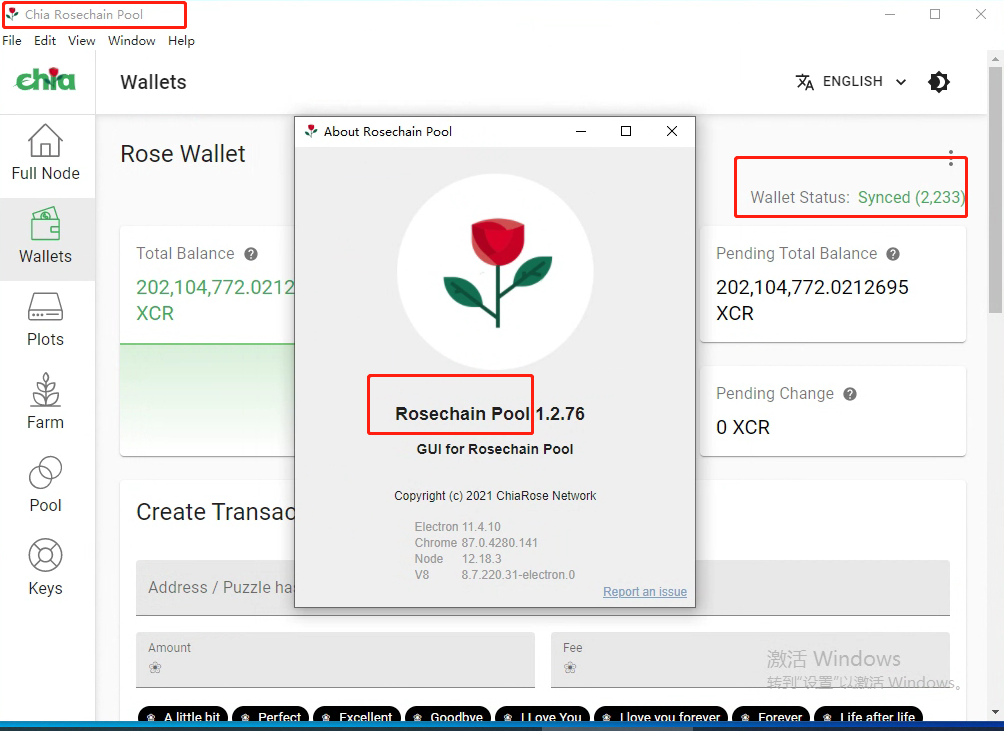 Chia Rosechain Pool
File Edit View Window Help
chia
Wallets
ENGLISH
Full Node
Wallets
Plots
Farm
Pool
Keys
Rose Wallet
Wallet Status: Synced (2,233)
Total Balance
202,104,772.0212
XCR
Pending Total Balance
202,104,772.0212695
XCR
Pending Change
0 XCR
About Rosechain Pool
Rosechain Pool 1.2.76
GUI for Rosechain Pool
Copyright (c) 2021 ChiaRose Network
Electron 11.4.10
Chrome 87.0.4280.141
Node 12.18.3
V8 8.7.220.31-electron.0
Report an issue
Create Transac
Address / Puzzle ha
Amount
Fee
激活 Windows
转到“设置”以激活 Windows。
A little bit
Perfect
Excellent
Goodbye
I Love You
I love you forever
Forever
Life after life